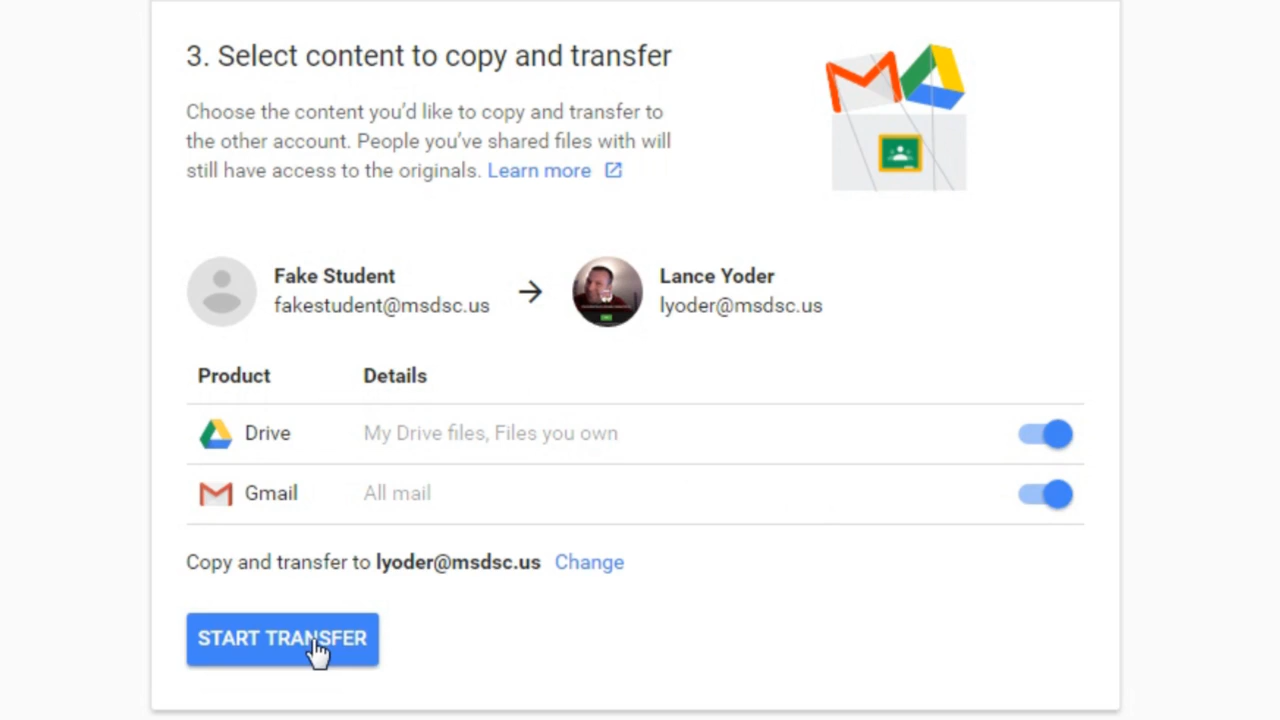 3. Select content to copy and transfer
Choose the content you’d like to copy and transfer to
the other account. People you’ve shared files with will
still have access to the originals. Learn more
Fake Student
fakestudent@msdsc.us
Lance Yoder
lyoder@msdsc.us
Product Details
Drive My Drive files, Files you own
Gmail All mail
Copy and transfer to lyoder@msdsc.us Change
START TRANSFER